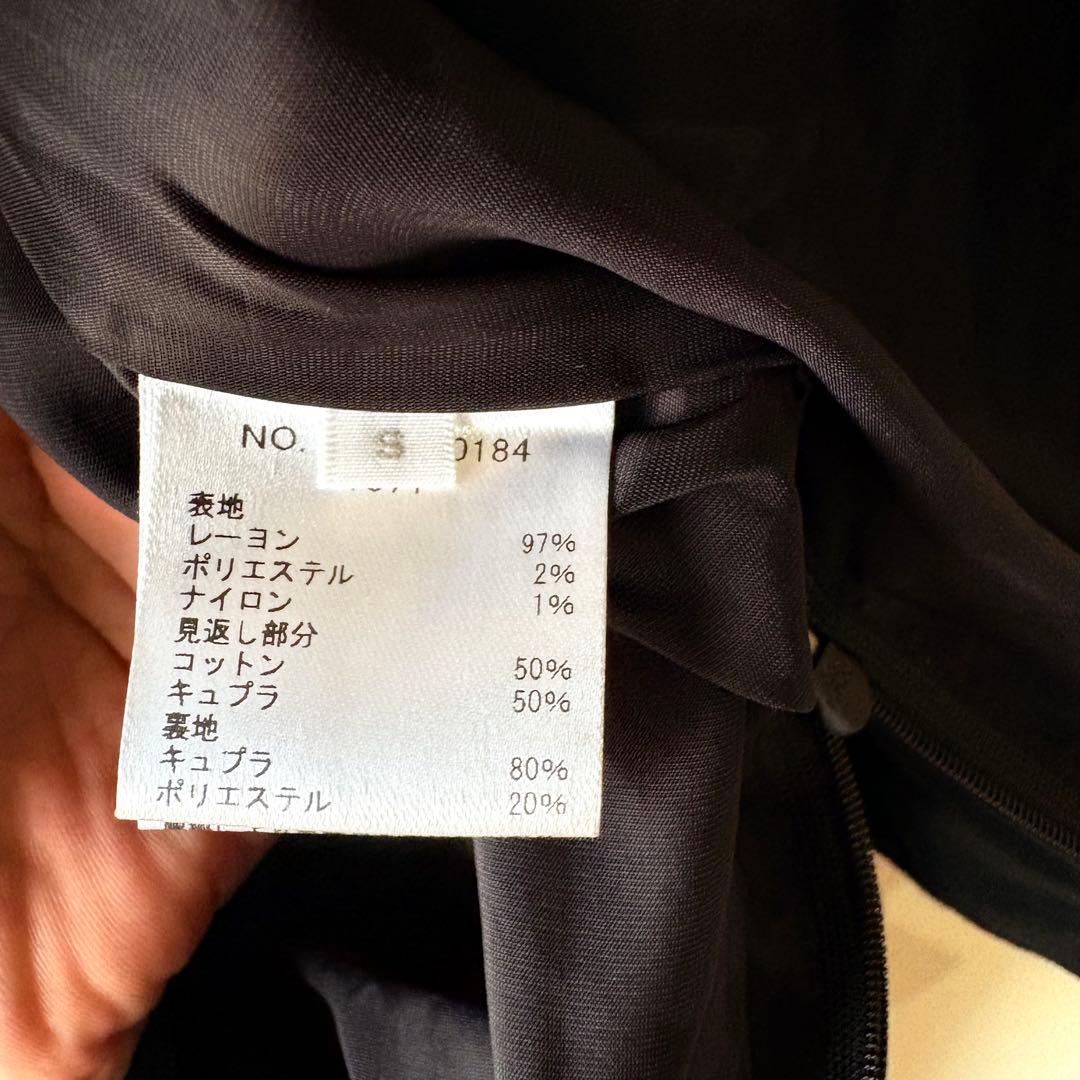 NO. S 0184
表地
レーヨン 97%
ポリエステル 2%
ナイロン 1%
見返し部分
コットン 50%
キュプラ 50%
裏地
キュプラ 80%
ポリエステル 20%